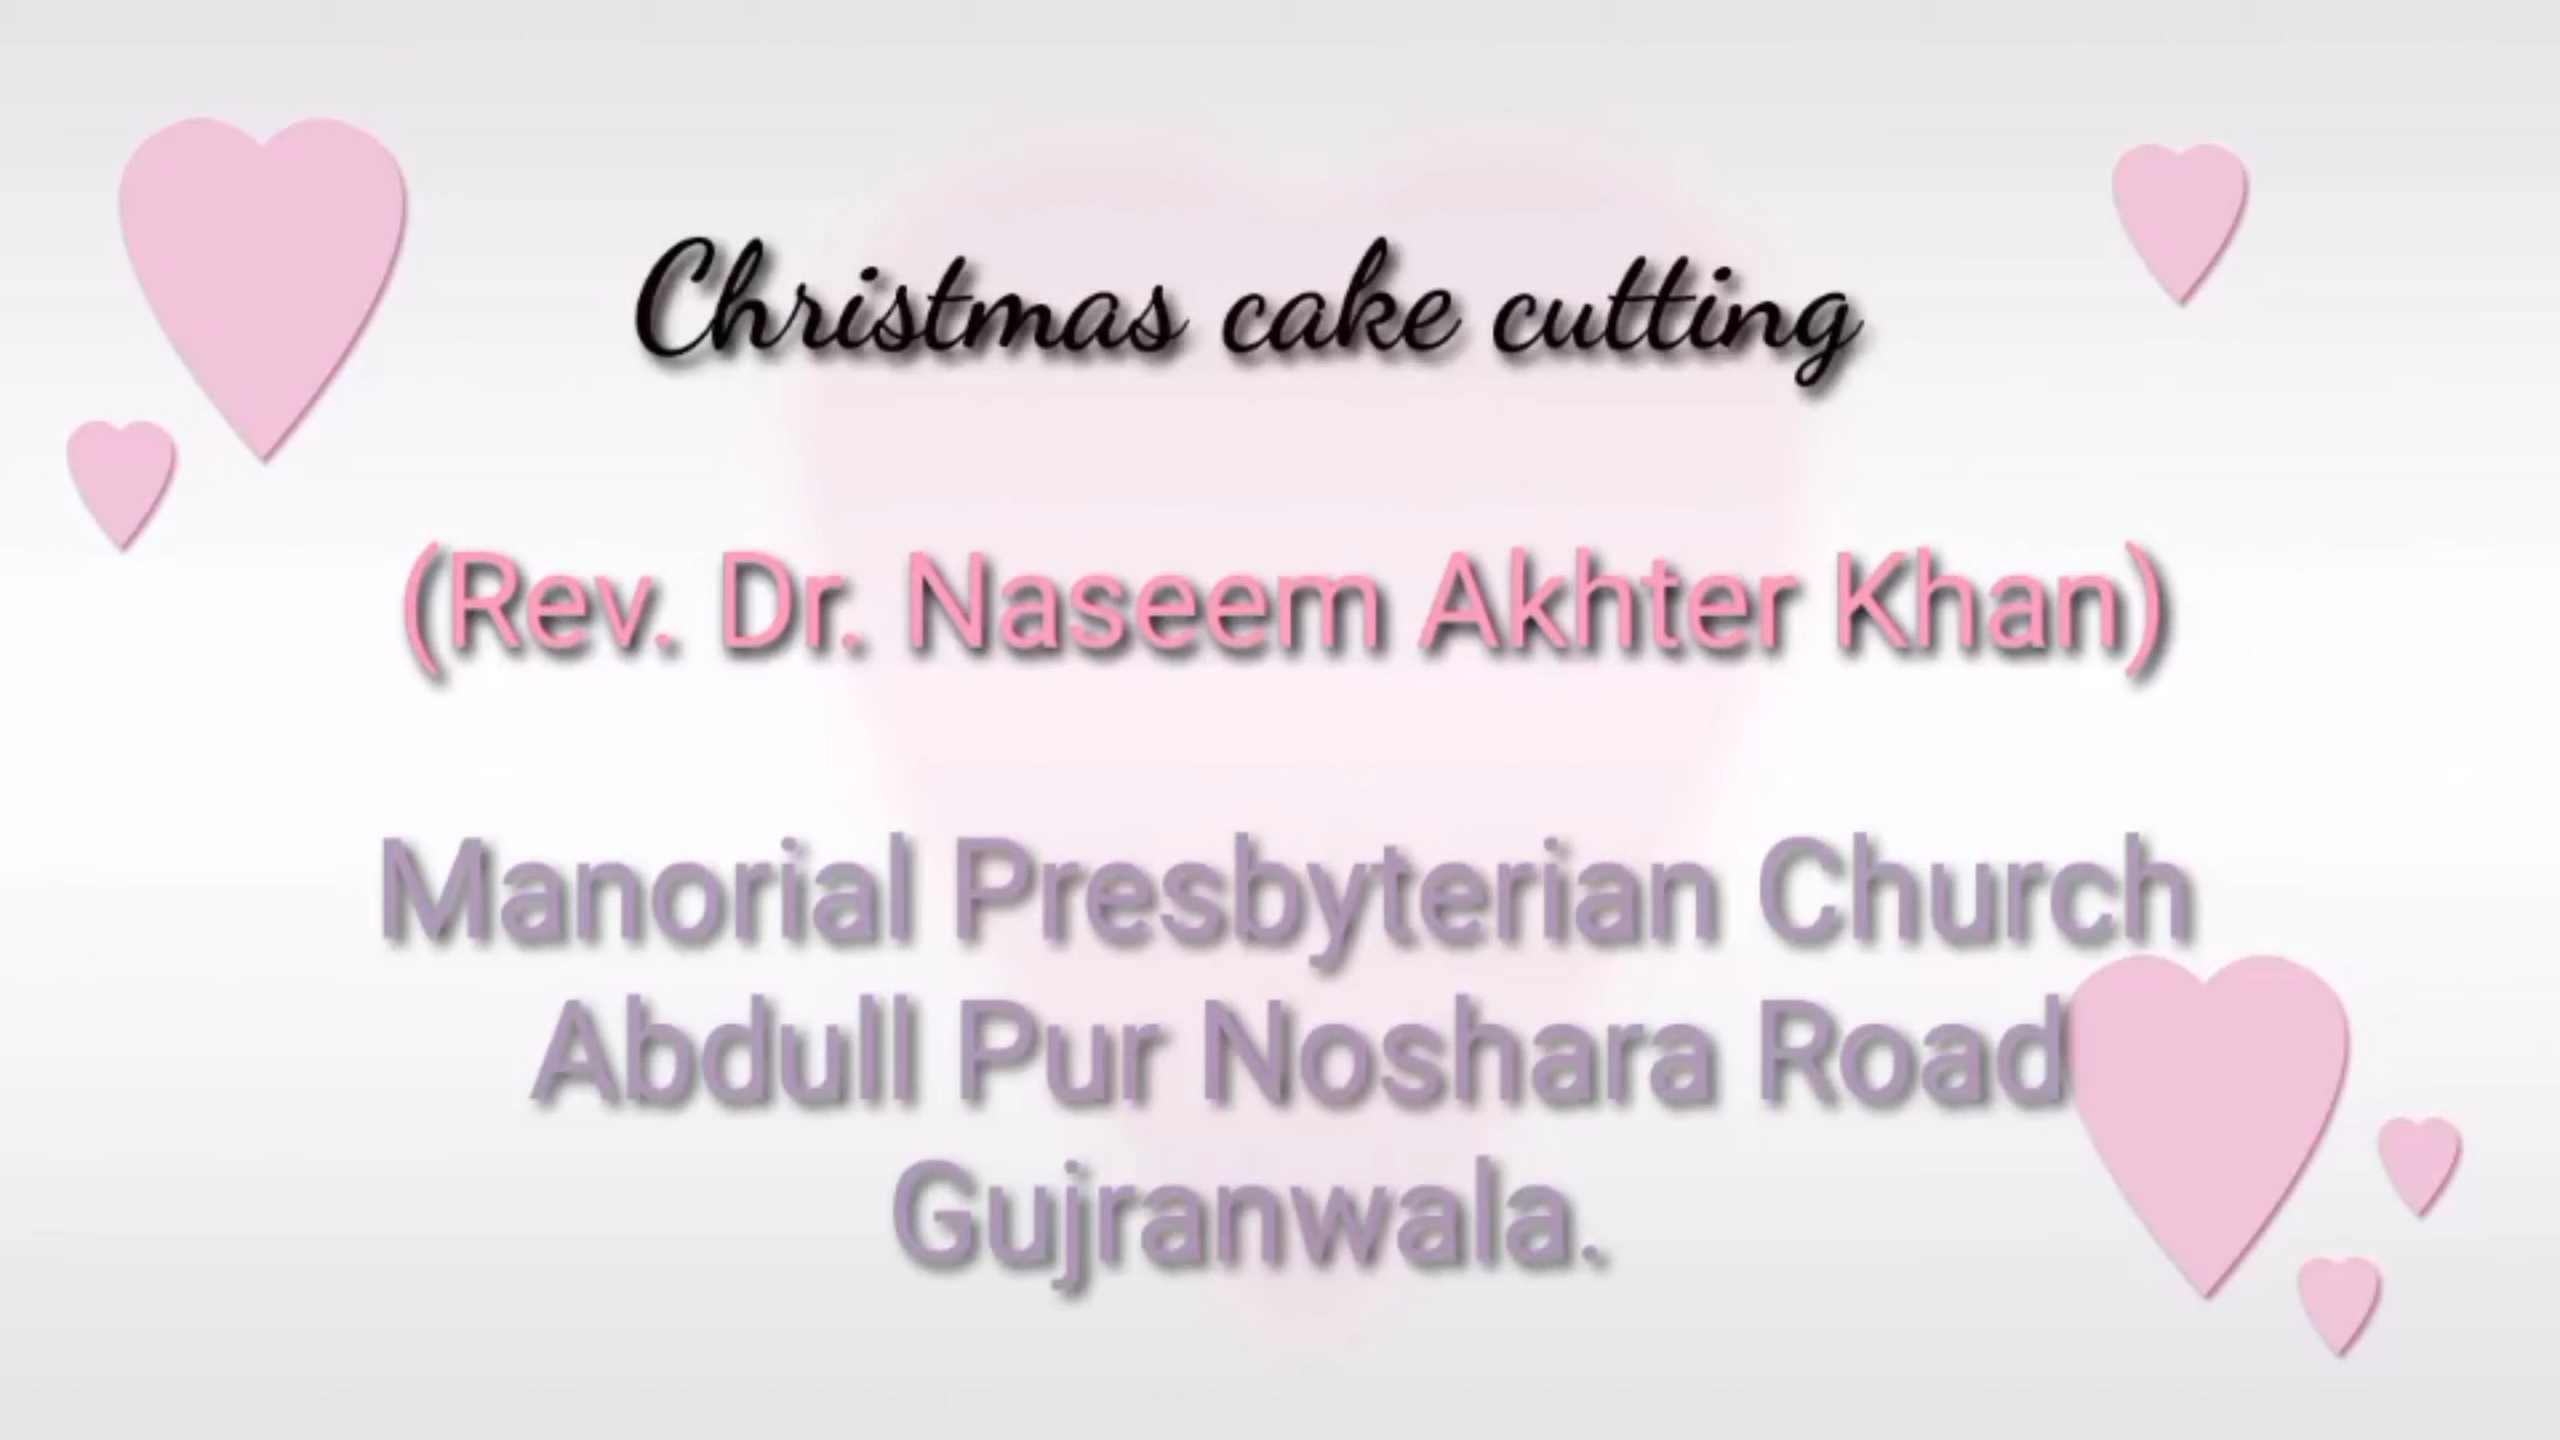 Christmas cake cutting
(Rev. Dr. Naseem Akhter Khan)
Manorial Presbyterian Church
Abdull Pur Noshara Road
Gujranwala.